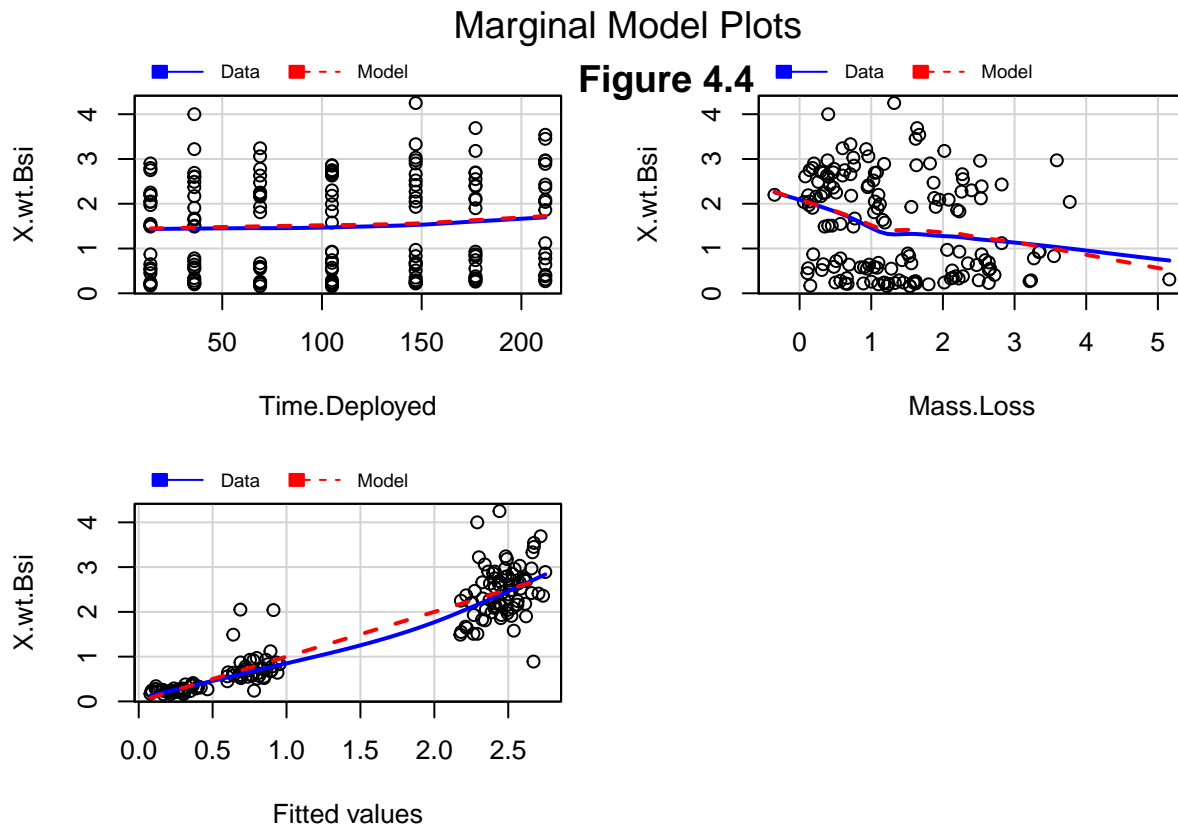 Marginal Model Plots
Figure 4.4
Data Model
X.wt.Bsi
4
3
2
1
0
50 100 150 200
Time.Deployed
Data Model
X.wt.Bsi
4
3
2
1
0
0 1 2 3 4 5
Mass.Loss
Data Model
X.wt.Bsi
4
3
2
1
0
0.0 0.5 1.0 1.5 2.0 2.5
Fitted values